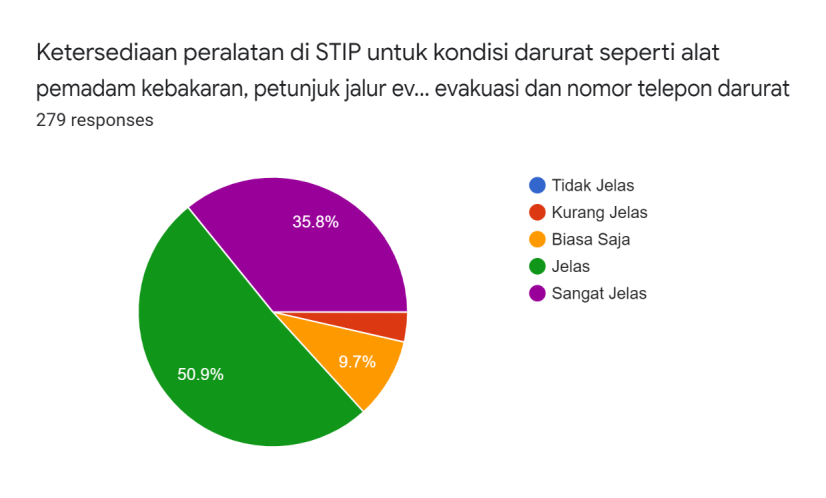 Ketersediaan peralatan di STIP untuk kondisi darurat seperti alat
pemadam kebakaran, petunjuk jalur ev... evakuasi dan nomor telepon darurat
279 responses
Tidak Jelas
Kurang Jelas
Biasa Saja
Jelas
Sangat Jelas
35.8%
9.7%
50.9%